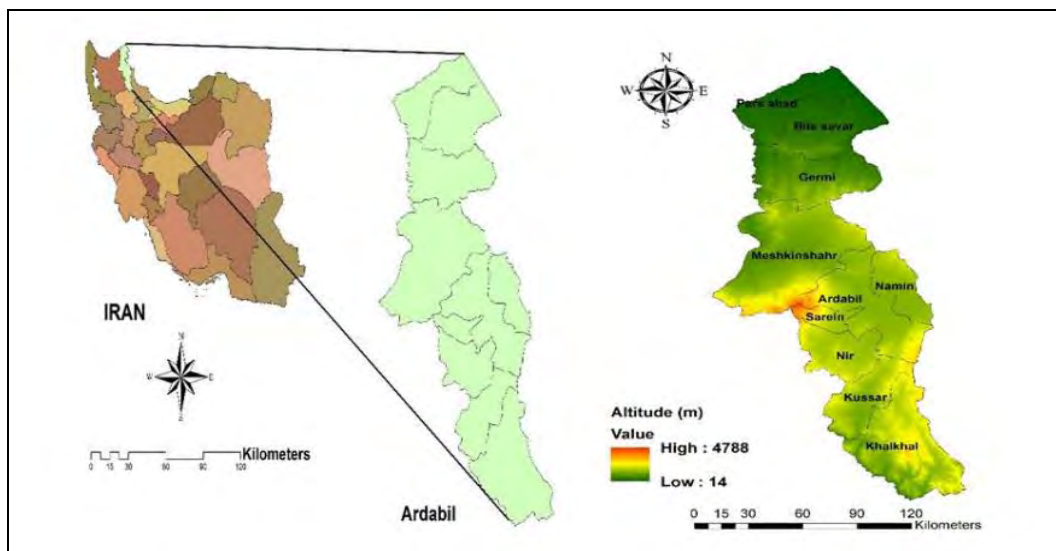 IRAN
N
W E
S
Kilometers
0 15 30 60 90 120
Ardabil
N
W E
S
Pars abad
Bila savar
Germi
Meshkinshahr
Namin
Ardabil
Sarein
Nir
Kussar
Khalkhal
Altitude (m)
Value
High : 4788
Low : 14
0 15 30 60 90 120
Kilometers